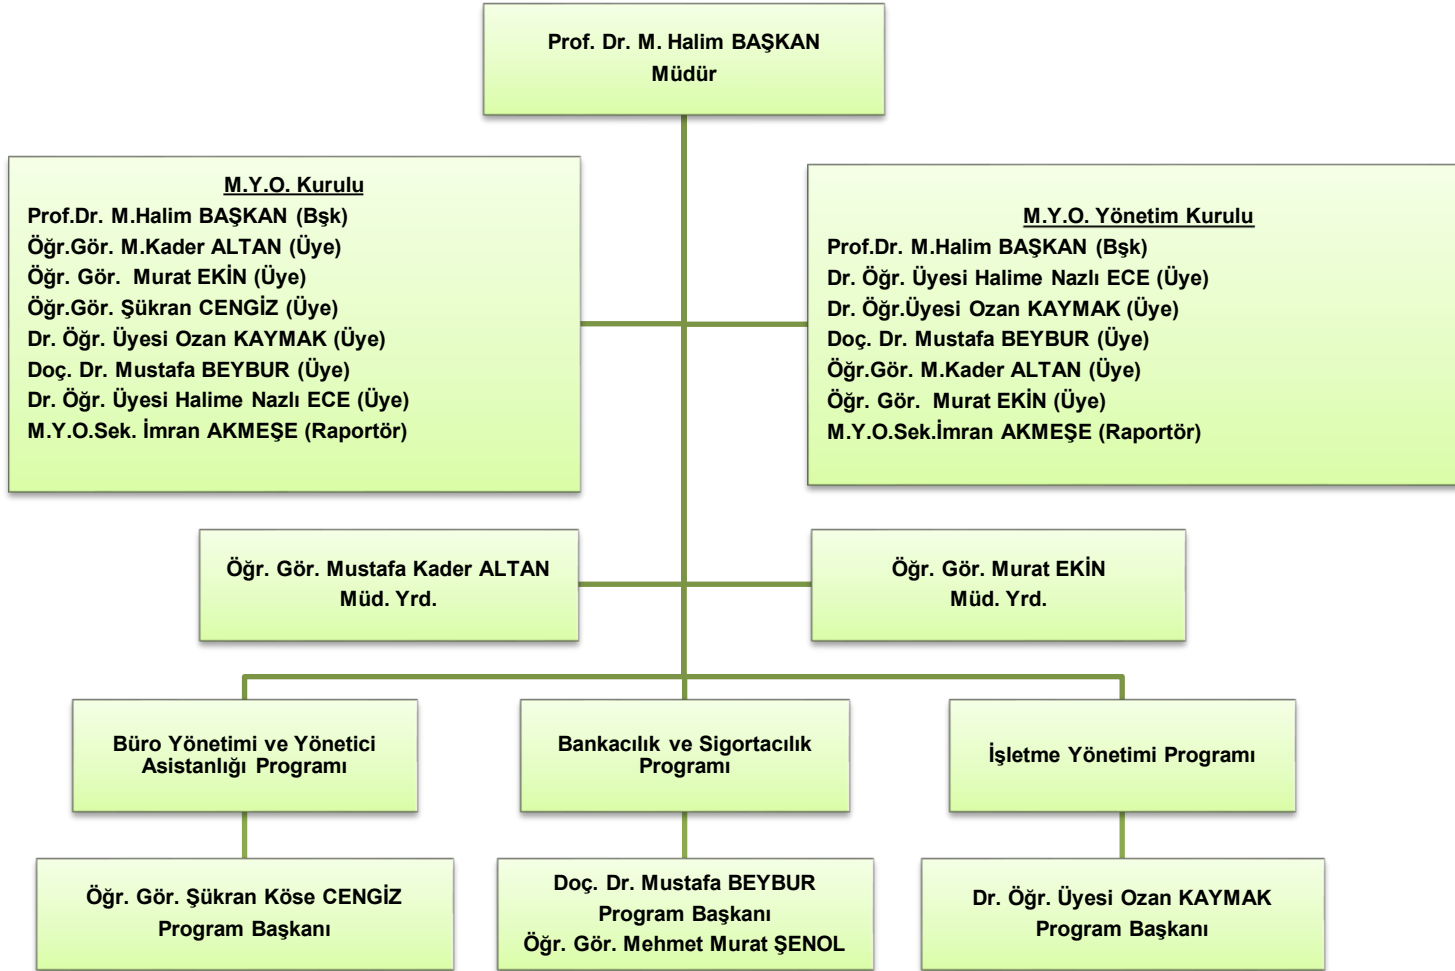 Prof. Dr. M. Halim BAŞKAN
Müdür
M.Y.O. Kurulu
Prof.Dr. M.Halim BAŞKAN (Bşk)
Öğr.Gör. M.Kader ALTAN (Üye)
Öğr. Gör. Murat EKİN (Üye)
Öğr.Gör. Şükran CENGİZ (Üye)
Dr. Öğr. Üyesi Ozan KAYMAK (Üye)
Doç. Dr. Mustafa BEYBUR (Üye)
Dr. Öğr. Üyesi Halime Nazlı ECE (Üye)
M.Y.O.Sek. İmran AKMEŞE (Raportör)
M.Y.O. Yönetim Kurulu
Prof.Dr. M.Halim BAŞKAN (Bşk)
Dr. Öğr. Üyesi Halime Nazlı ECE (Üye)
Dr. Öğr.Üyesi Ozan KAYMAK (Üye)
Doç. Dr. Mustafa BEYBUR (Üye)
Öğr.Gör. M.Kader ALTAN (Üye)
Öğr. Gör. Murat EKİN (Üye)
M.Y.O.Sek.İmran AKMEŞE (Raportör)
Öğr. Gör. Mustafa Kader ALTAN
Müd. Yrd.
Öğr. Gör. Murat EKİN
Müd. Yrd.
Büro Yönetimi ve Yönetici
Asistanlığı Programı
Bankacılık ve Sigortacılık
Programı
İşletme Yönetimi Programı
Öğr. Gör. Şükran Köse CENGİZ
Program Başkanı
Doç. Dr. Mustafa BEYBUR
Program Başkanı
Öğr. Gör. Mehmet Murat ŞENOL
Dr. Öğr. Üyesi Ozan KAYMAK
Program Başkanı